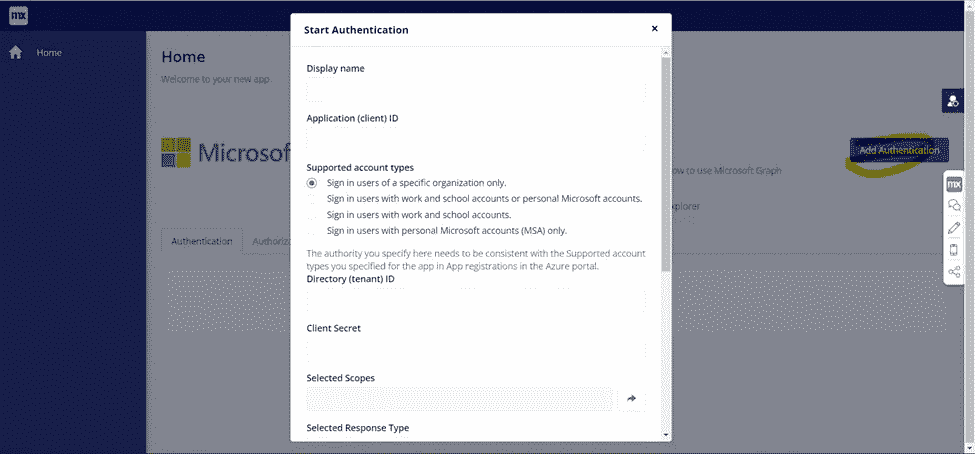 mx
Start Authentication
×
Home
Home
Welcome to your new app.
Display name
Application (client) ID
Microsof
Add Authentication
ow to use Microsoft Graph
Supported account types
Sign in users of a specific organization only.
Sign in users with work and school accounts or personal Microsoft accounts.
Sign in users with work and school accounts.
Sign in users with personal Microsoft accounts (MSA) only.
mx
xplorer
Authentication
Authoriza
The authority you specify here needs to be consistent with the Supported account
types you specified for the app in App registrations in the Azure portal.
Directory (tenant) ID
Client Secret
Selected Scopes
Selected Response Type